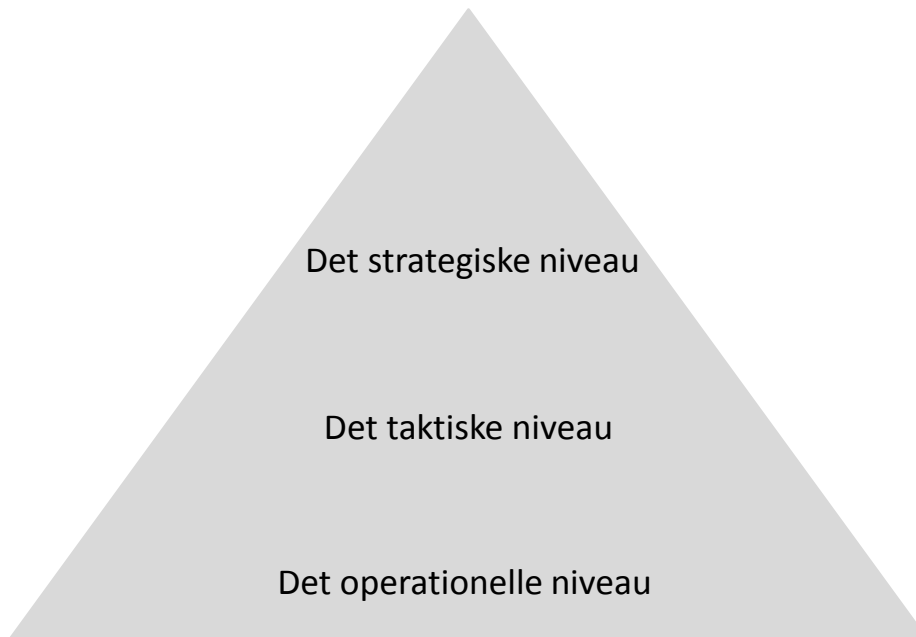 Det strategiske niveau
Det taktiske niveau
Det operationelle niveau